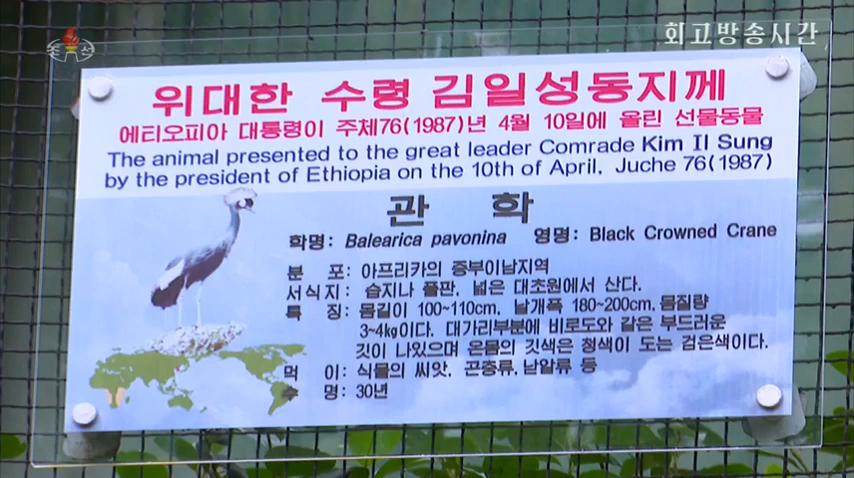 회고방송시간
조선
위대한 수령 김일성동지께
에티오피아 대통령이 주체76(1987)년 4월 10일에 올린 선물동물
The animal presented to the great leader Comrade Kim Il Sung
by the president of Ethiopia on the 10th of April, Juche 76(1987)
관 학
학명: Balearica pavonina 영명: Black Crowned Crane
분 포: 아프리카의 중부이남지역
서식지: 습지나 풀판, 넓은 대초원에서 산다.
특 징: 몸길이 100~110cm, 날개폭 180~200cm, 몸질량
3~4kg이다. 대가리부분에 비로도와 같은 부드러운
깃이 나있으며 온몸의 깃색은 청색이 도는 검은색이다.
먹 이: 식물의 씨앗, 곤충류, 남알류 등
수 명: 30년